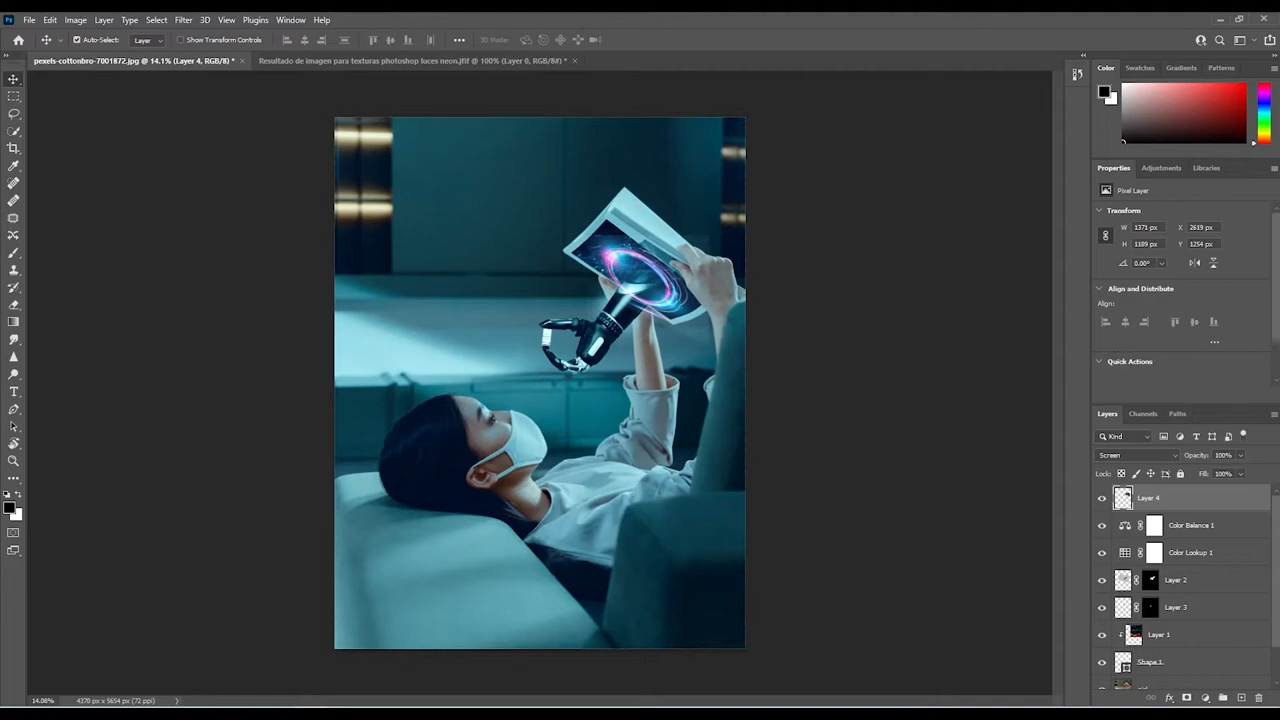 Ps File Edit Image Layer Type Select Filter 3D View Plugins Window Help
Auto-Select: Layer Show Transform Controls 3D Mode:
pexels-cottonbro-7001872.jpg @ 14.1% (Layer 4, RGB/8) * Resultado de imagen para texturas photoshop luces neon.jfif @ 100% (Layer 0, RGB/8#) *
Color Swatches Gradients Patterns
Properties Adjustments Libraries
Pixel Layer
Transform
W 1371 px X 2619 px
H 1189 px Y 1254 px
0.00°
Align and Distribute
Align:
Quick Actions
Layers Channels Paths
Kind
Screen Opacity: 100%
Lock: Fill: 100%
Layer 4
Color Balance 1
Color Lookup 1
Layer 2
Layer 3
Layer 1
Shape 1
14.08% 4370 px x 5654 px (72 ppi)